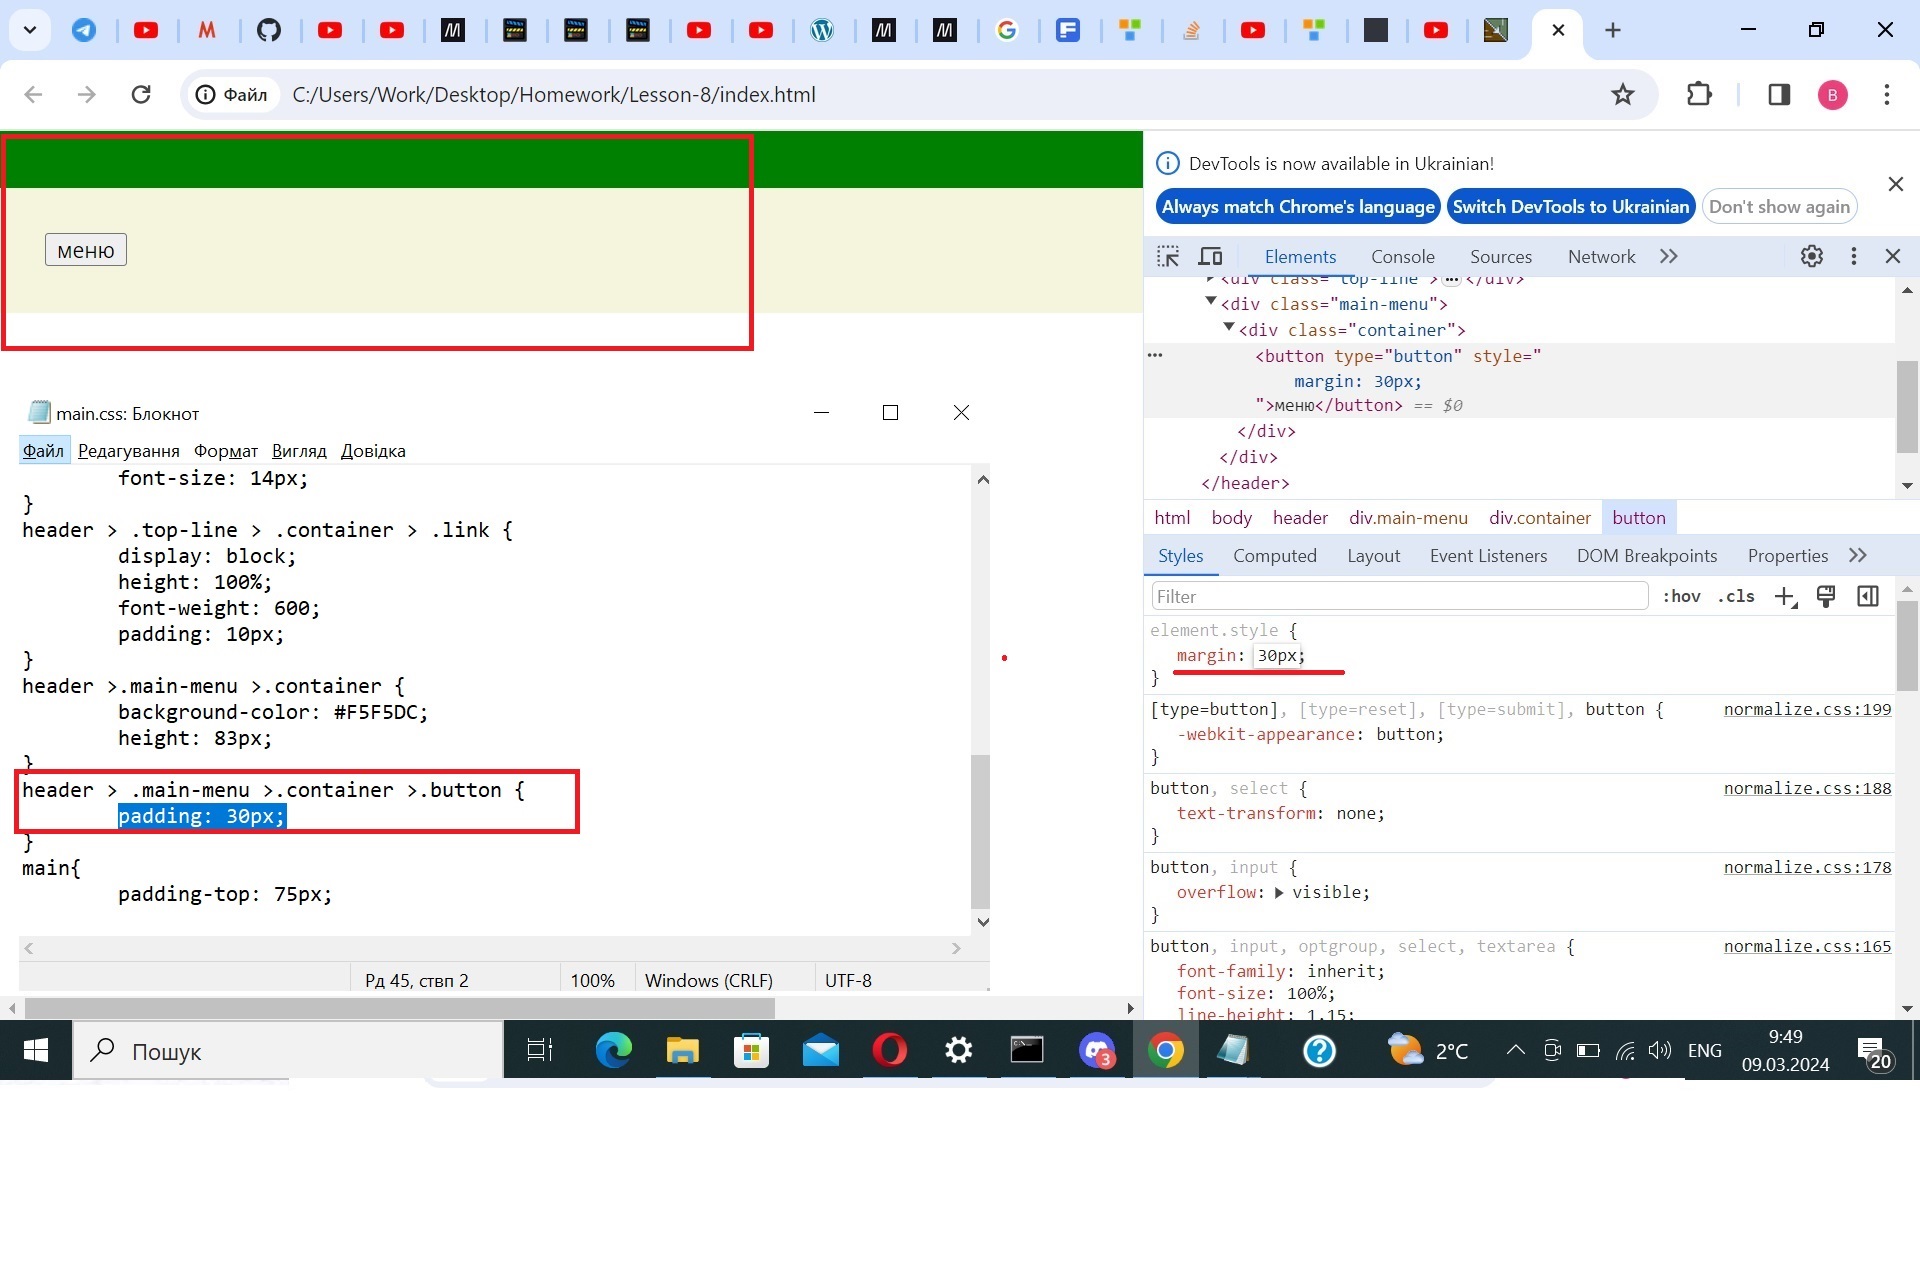 Файл
C:/Users/Work/Desktop/Homework/Lesson-8/index.html
B
меню
DevTools is now available in Ukrainian!
Always match Chrome's language
Switch DevTools to Ukrainian
Don't show again
Elements
Console
Sources
Network
<div class="top-line">…</div>
<div class="main-menu">
<div class="container">
<button type="button" style="
margin: 30px;
">меню</button> == $0
</div>
</div>
</header>
html body header div.main-menu div.container button
Styles Computed Layout Event Listeners DOM Breakpoints Properties
Filter
:hov .cls
element.style {
margin: 30px;
}
[type=button], [type=reset], [type=submit], button {
normalize.css:199
-webkit-appearance: button;
}
button, select {
normalize.css:188
text-transform: none;
}
button, input {
normalize.css:178
overflow: visible;
}
button, input, optgroup, select, textarea {
normalize.css:165
font-family: inherit;
font-size: 100%;
line-height: 1.15;
main.css: Блокнот
Файл Редагування Формат Вигляд Довідка
font-size: 14px;
}
header > .top-line > .container > .link {
display: block;
height: 100%;
font-weight: 600;
padding: 10px;
}
header >.main-menu >.container {
background-color: #F5F5DC;
height: 83px;
}
header > .main-menu >.container >.button {
padding: 30px;
}
main{
padding-top: 75px;
Рд 45, ствп 2
100%
Windows (CRLF)
UTF-8
Пошук
3
2°C
ENG
9:49
09.03.2024
20